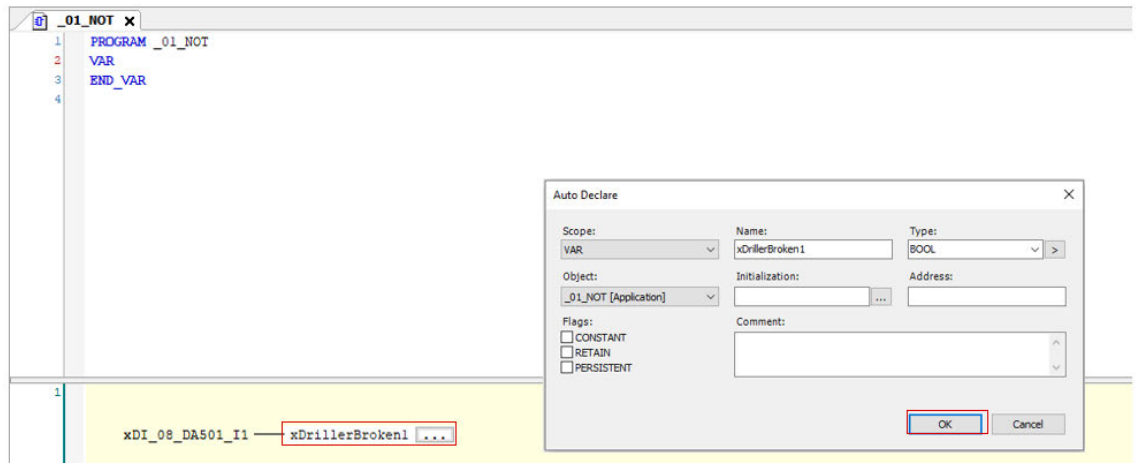 _01_NOT
1 PROGRAM _01_NOT
2 VAR
3 END_VAR
4
Auto Declare
Scope: Name: Type:
VAR xDrillerBroken1 BOOL >
Object: Initialization: Address:
_01_NOT [Application] ...
Flags: Comment:
CONSTANT
RETAIN
PERSISTENT
OK Cancel
1
xDI_08_DA501_I1 xDrillerBroken1 ...